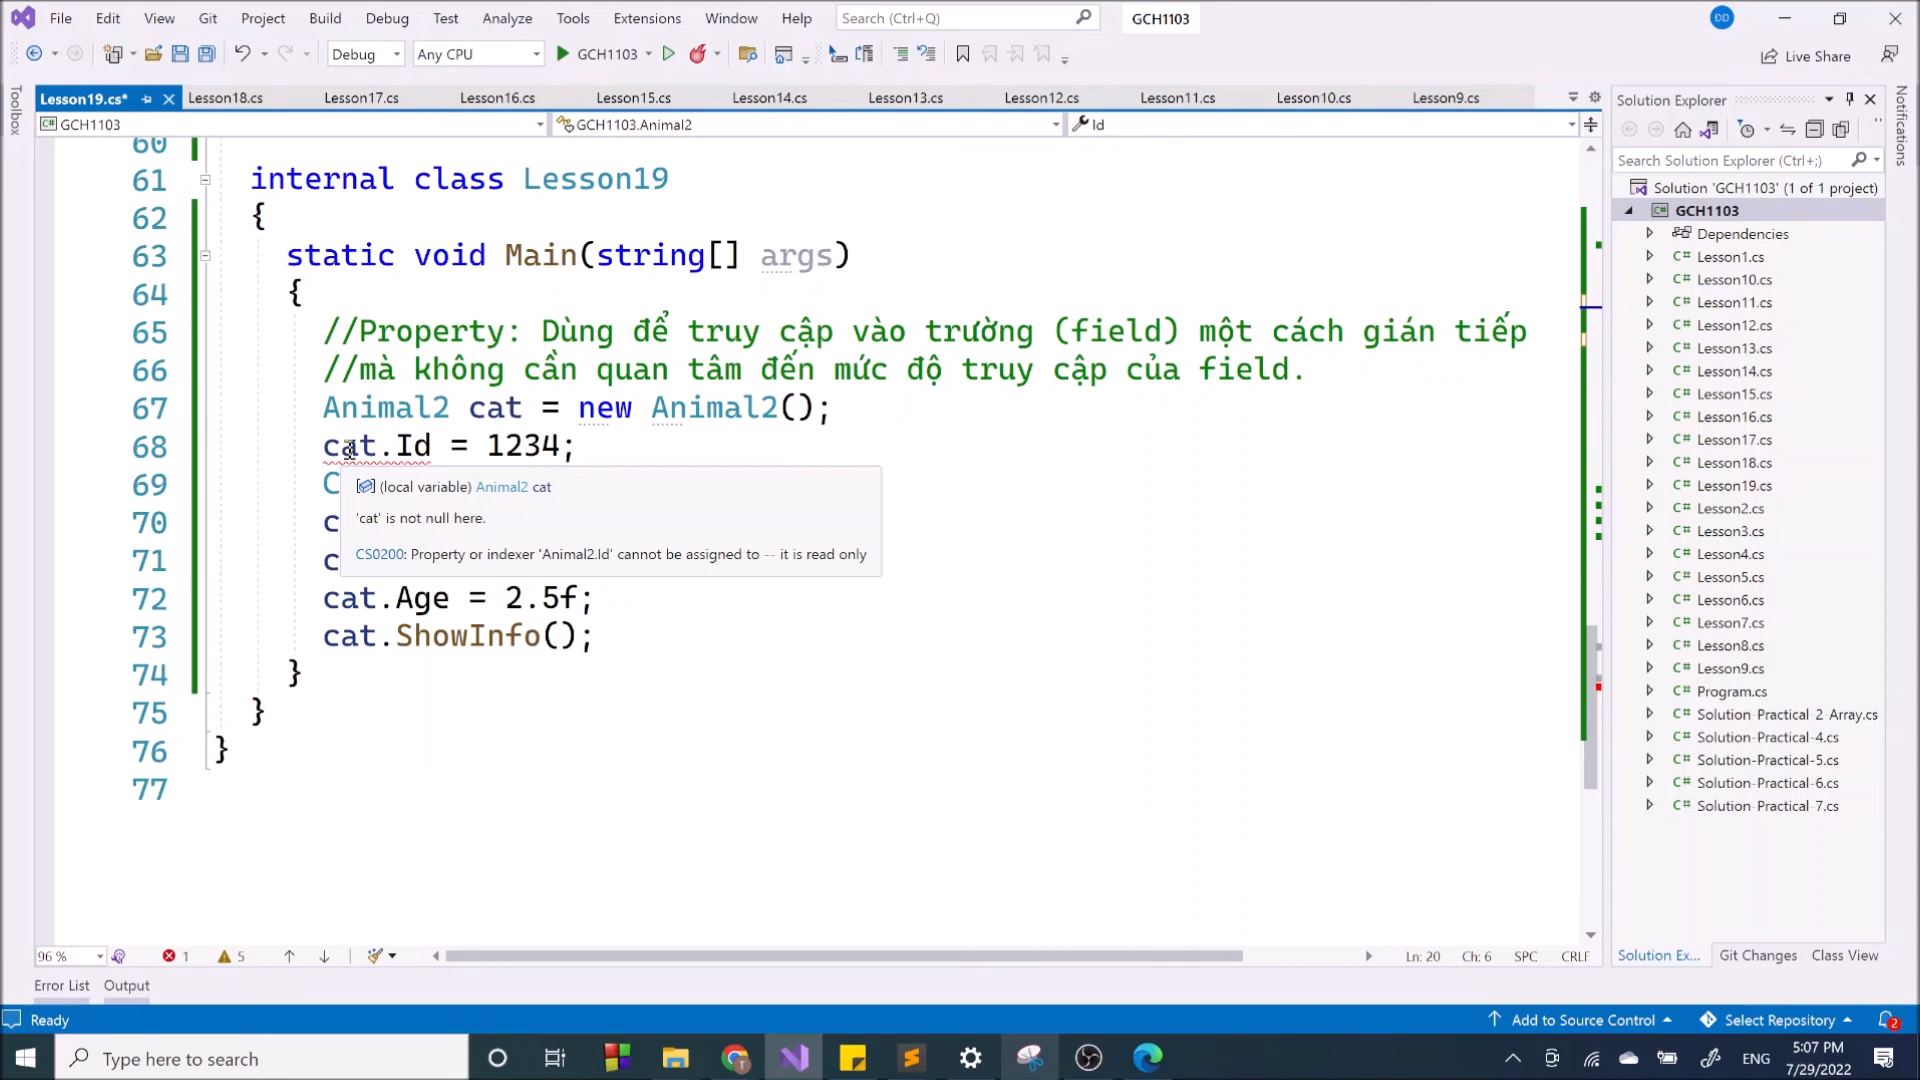 File Edit View Git Project Build Debug Test Analyze Tools Extensions Window Help Search (Ctrl+Q) GCH1103 ĐD
Debug Any CPU GCH1103 Live Share
Lesson19.cs* Lesson18.cs Lesson17.cs Lesson16.cs Lesson15.cs Lesson14.cs Lesson13.cs Lesson12.cs Lesson11.cs Lesson10.cs Lesson9.cs
GCH1103 GCH1103.Animal2 Id
Toolbox
60
61 internal class Lesson19
62 {
63 static void Main(string[] args)
64 {
65 //Property: Dùng để truy cập vào trường (field) một cách gián tiếp
66 //mà không cần quan tâm đến mức độ truy cập của field.
67 Animal2 cat = new Animal2();
68 cat.Id = 1234;
69 C
70 c
71 c
72 cat.Age = 2.5f;
73 cat.ShowInfo();
74 }
75 }
76 }
77
(local variable) Animal2 cat
'cat' is not null here.
CS0200: Property or indexer 'Animal2.Id' cannot be assigned to -- it is read only
96 % 1 5 Ln: 20 Ch: 6 SPC CRLF
Error List Output
Solution Explorer
Search Solution Explorer (Ctrl+;)
Solution 'GCH1103' (1 of 1 project)
C# GCH1103
Dependencies
C# Lesson1.cs
C# Lesson10.cs
C# Lesson11.cs
C# Lesson12.cs
C# Lesson13.cs
C# Lesson14.cs
C# Lesson15.cs
C# Lesson16.cs
C# Lesson17.cs
C# Lesson18.cs
C# Lesson19.cs
C# Lesson2.cs
C# Lesson3.cs
C# Lesson4.cs
C# Lesson5.cs
C# Lesson6.cs
C# Lesson7.cs
C# Lesson8.cs
C# Lesson9.cs
C# Program.cs
C# Solution-Practical 2 Array.cs
C# Solution-Practical-4.cs
C# Solution-Practical-5.cs
C# Solution-Practical-6.cs
C# Solution-Practical-7.cs
Solution Ex... Git Changes Class View
Notifications
Ready Add to Source Control Select Repository 2
Type here to search ENG 5:07 PM
7/29/2022